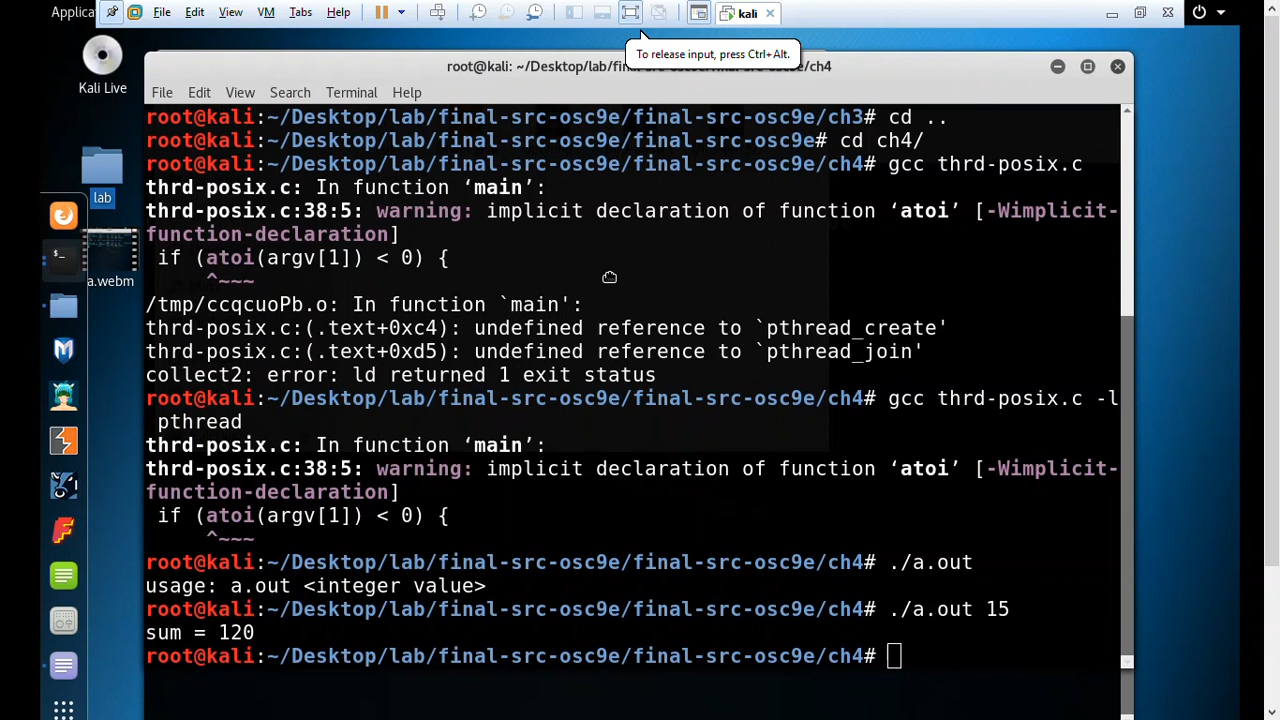 Applicat
File Edit View VM Tabs Help
kali
To release input, press Ctrl+Alt.
Kali Live
lab
a.webm
root@kali: ~/Desktop/lab/final-src-osc9e/final-src-osc9e/ch4
File Edit View Search Terminal Help
root@kali:~/Desktop/lab/final-src-osc9e/final-src-osc9e/ch3# cd ..
root@kali:~/Desktop/lab/final-src-osc9e/final-src-osc9e# cd ch4/
root@kali:~/Desktop/lab/final-src-osc9e/final-src-osc9e/ch4# gcc thrd-posix.c
thrd-posix.c: In function ‘main’:
thrd-posix.c:38:5: warning: implicit declaration of function ‘atoi’ [-Wimplicit-
function-declaration]
if (atoi(argv[1]) < 0) {
^~~~
/tmp/ccqcuoPb.o: In function `main':
thrd-posix.c:(.text+0xc4): undefined reference to `pthread_create'
thrd-posix.c:(.text+0xd5): undefined reference to `pthread_join'
collect2: error: ld returned 1 exit status
root@kali:~/Desktop/lab/final-src-osc9e/final-src-osc9e/ch4# gcc thrd-posix.c -l
pthread
thrd-posix.c: In function ‘main’:
thrd-posix.c:38:5: warning: implicit declaration of function ‘atoi’ [-Wimplicit-
function-declaration]
if (atoi(argv[1]) < 0) {
^~~~
root@kali:~/Desktop/lab/final-src-osc9e/final-src-osc9e/ch4# ./a.out
usage: a.out <integer value>
root@kali:~/Desktop/lab/final-src-osc9e/final-src-osc9e/ch4# ./a.out 15
sum = 120
root@kali:~/Desktop/lab/final-src-osc9e/final-src-osc9e/ch4#